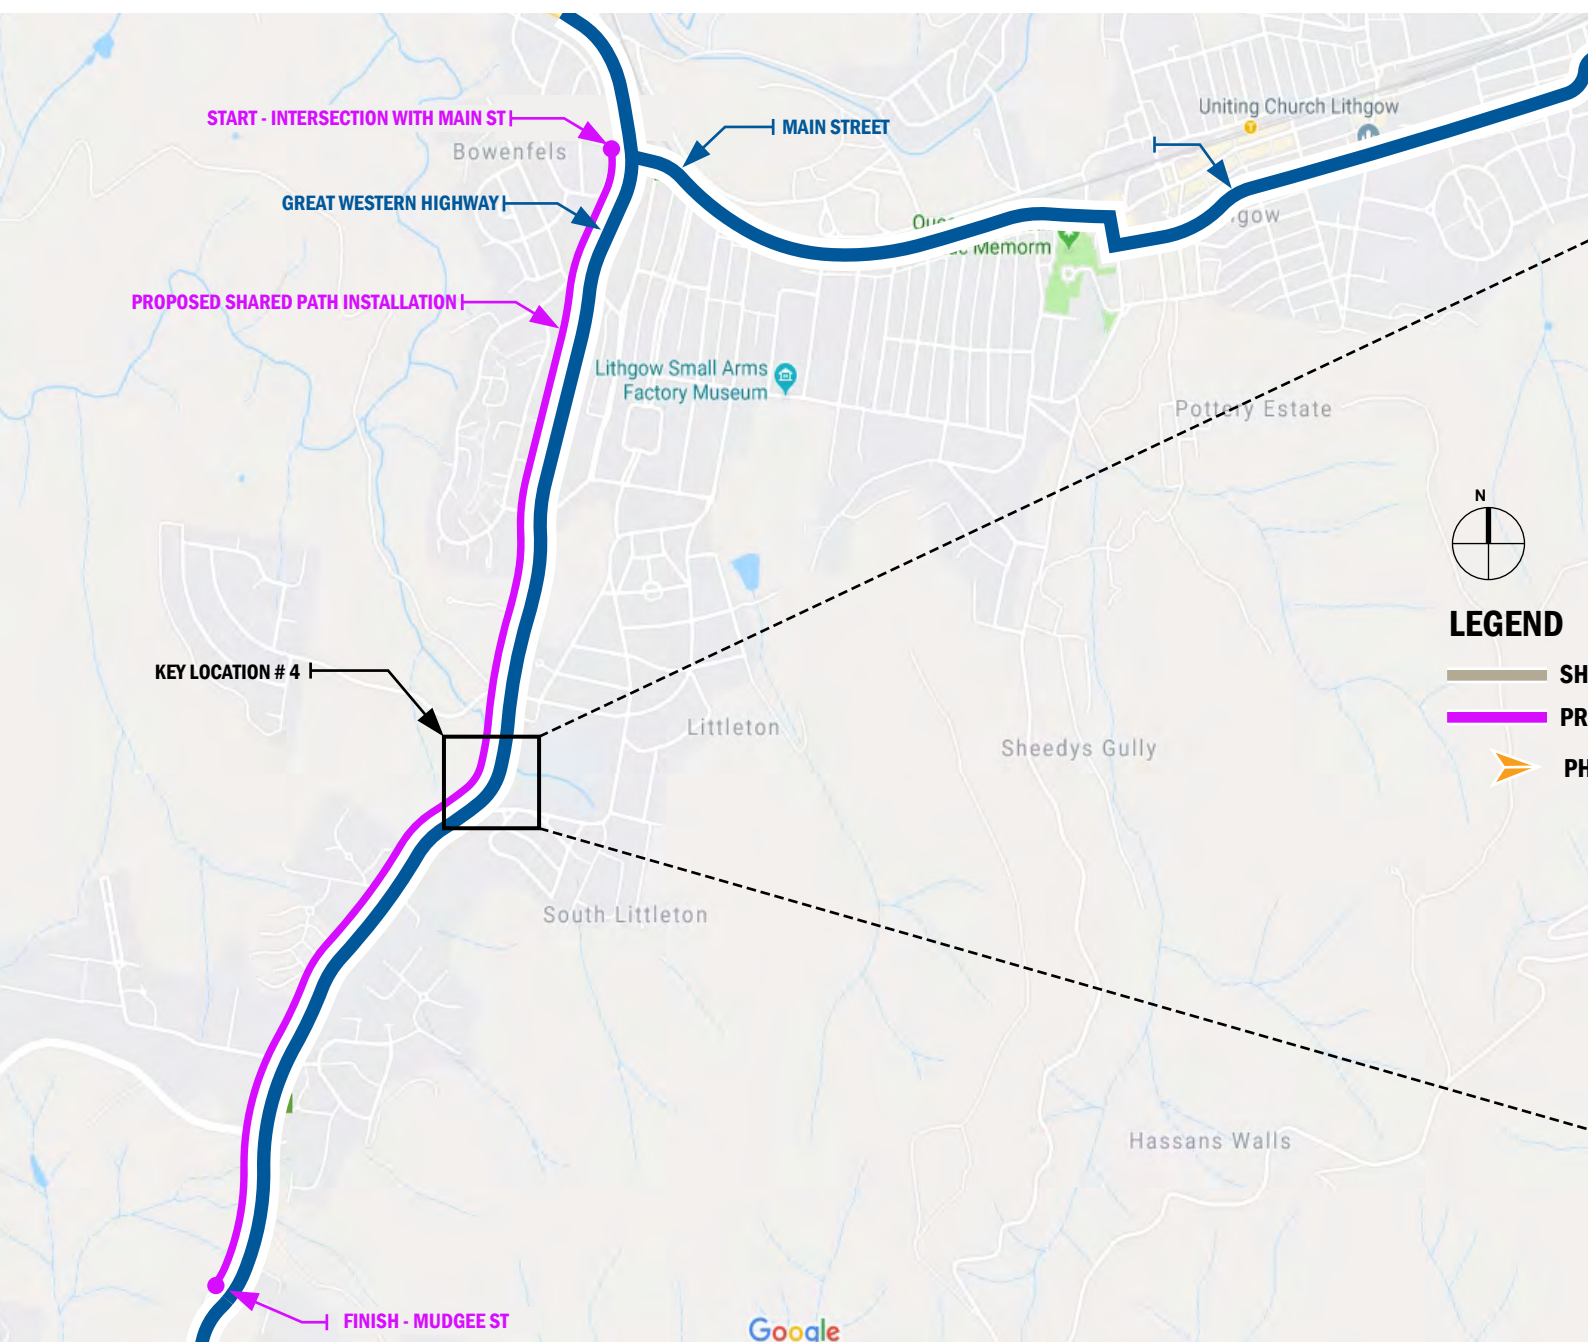 START - INTERSECTION WITH MAIN ST
Bowenfels
MAIN STREET
Uniting Church Lithgow
GREAT WESTERN HIGHWAY
gow
Memorm
PROPOSED SHARED PATH INSTALLATION
Lithgow Small Arms
Factory Museum
Pottery Estate
N
LEGEND
SH
PR
PH
KEY LOCATION # 4
Littleton
Sheedys Gully
South Littleton
Hassans Walls
FINISH - MUDGEE ST
Google